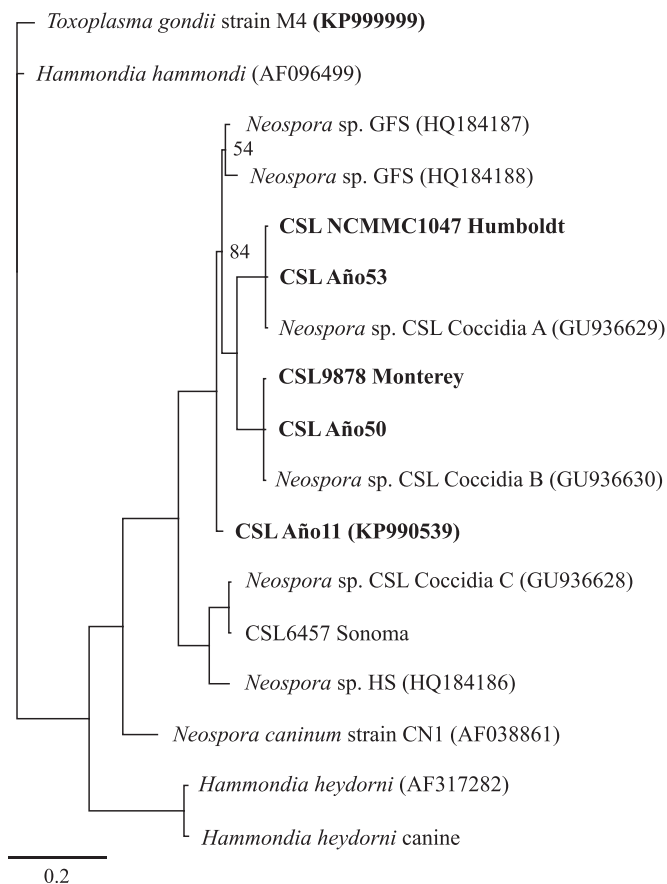 Toxoplasma gondii strain M4 (KP999999)
Hammondia hammondi (AF096499)
Neospora sp. GFS (HQ184187)
54
Neospora sp. GFS (HQ184188)
CSL NCMMC1047 Humboldt
84
CSL Año53
Neospora sp. CSL Coccidia A (GU936629)
CSL9878 Monterey
CSL Año50
Neospora sp. CSL Coccidia B (GU936630)
CSL Año11 (KP990539)
Neospora sp. CSL Coccidia C (GU936628)
CSL6457 Sonoma
Neospora sp. HS (HQ184186)
Neospora caninum strain CN1 (AF038861)
Hammondia heydorni (AF317282)
Hammondia heydorni canine
0.2